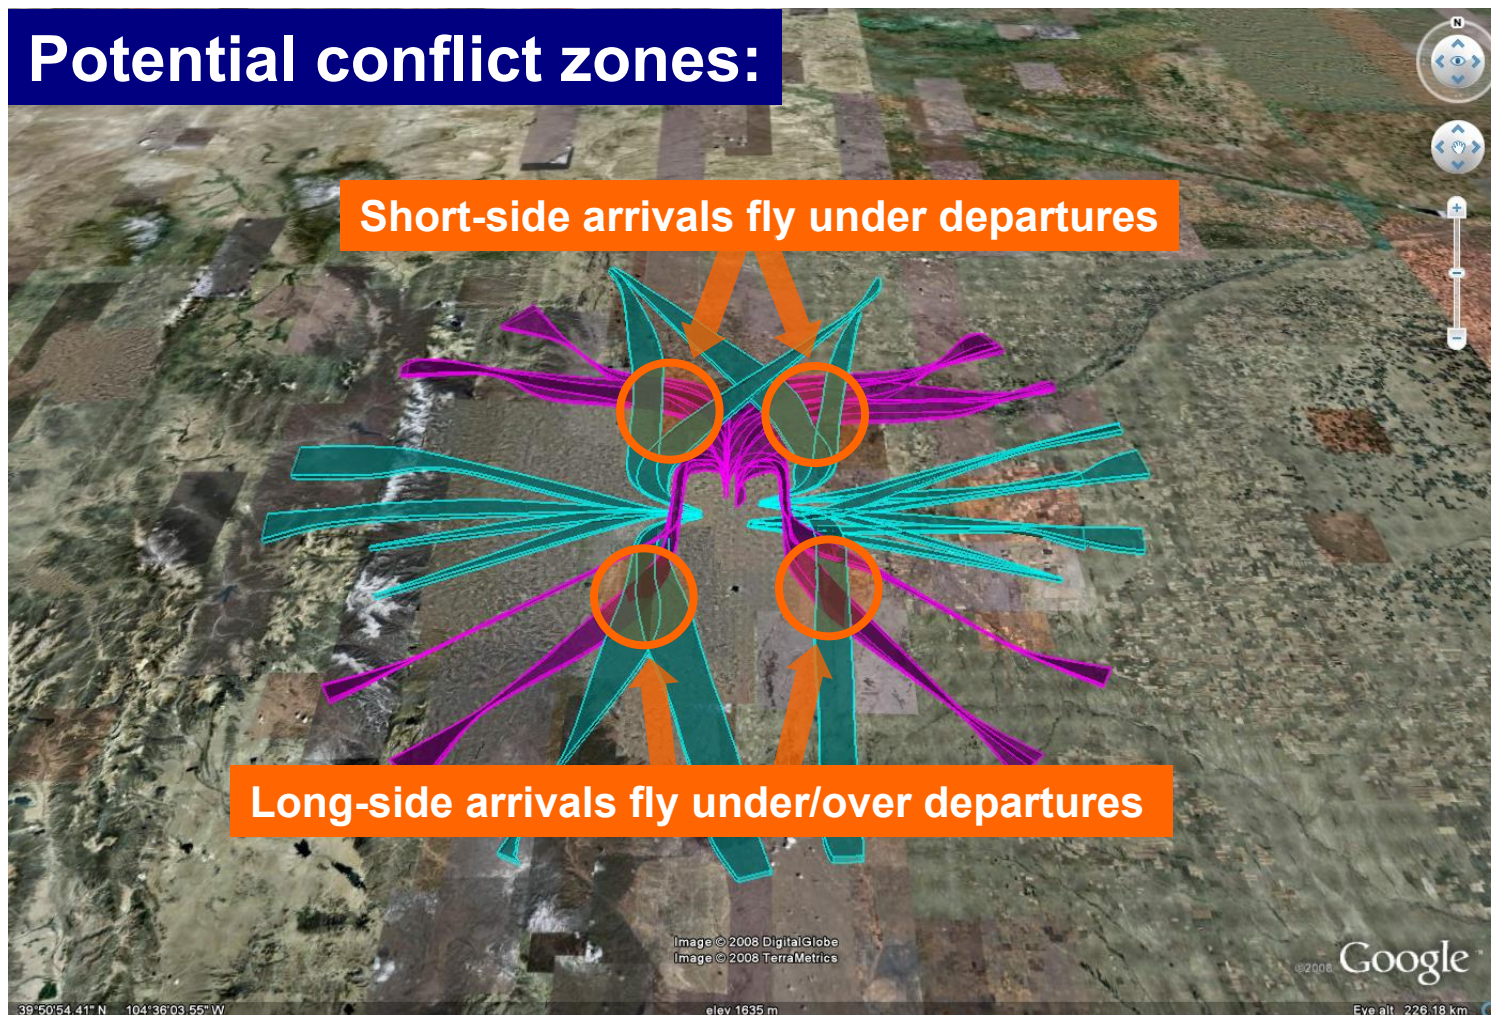 Potential conflict zones:
N
Short-side arrivals fly under departures
Long-side arrivals fly under/over departures
Image © 2008 DigitalGlobe
Image © 2008 TerraMetrics
©2008 Google
39°50'54.41" N 104°36'03.55" W elev 1635 m Eye alt 226.18 km